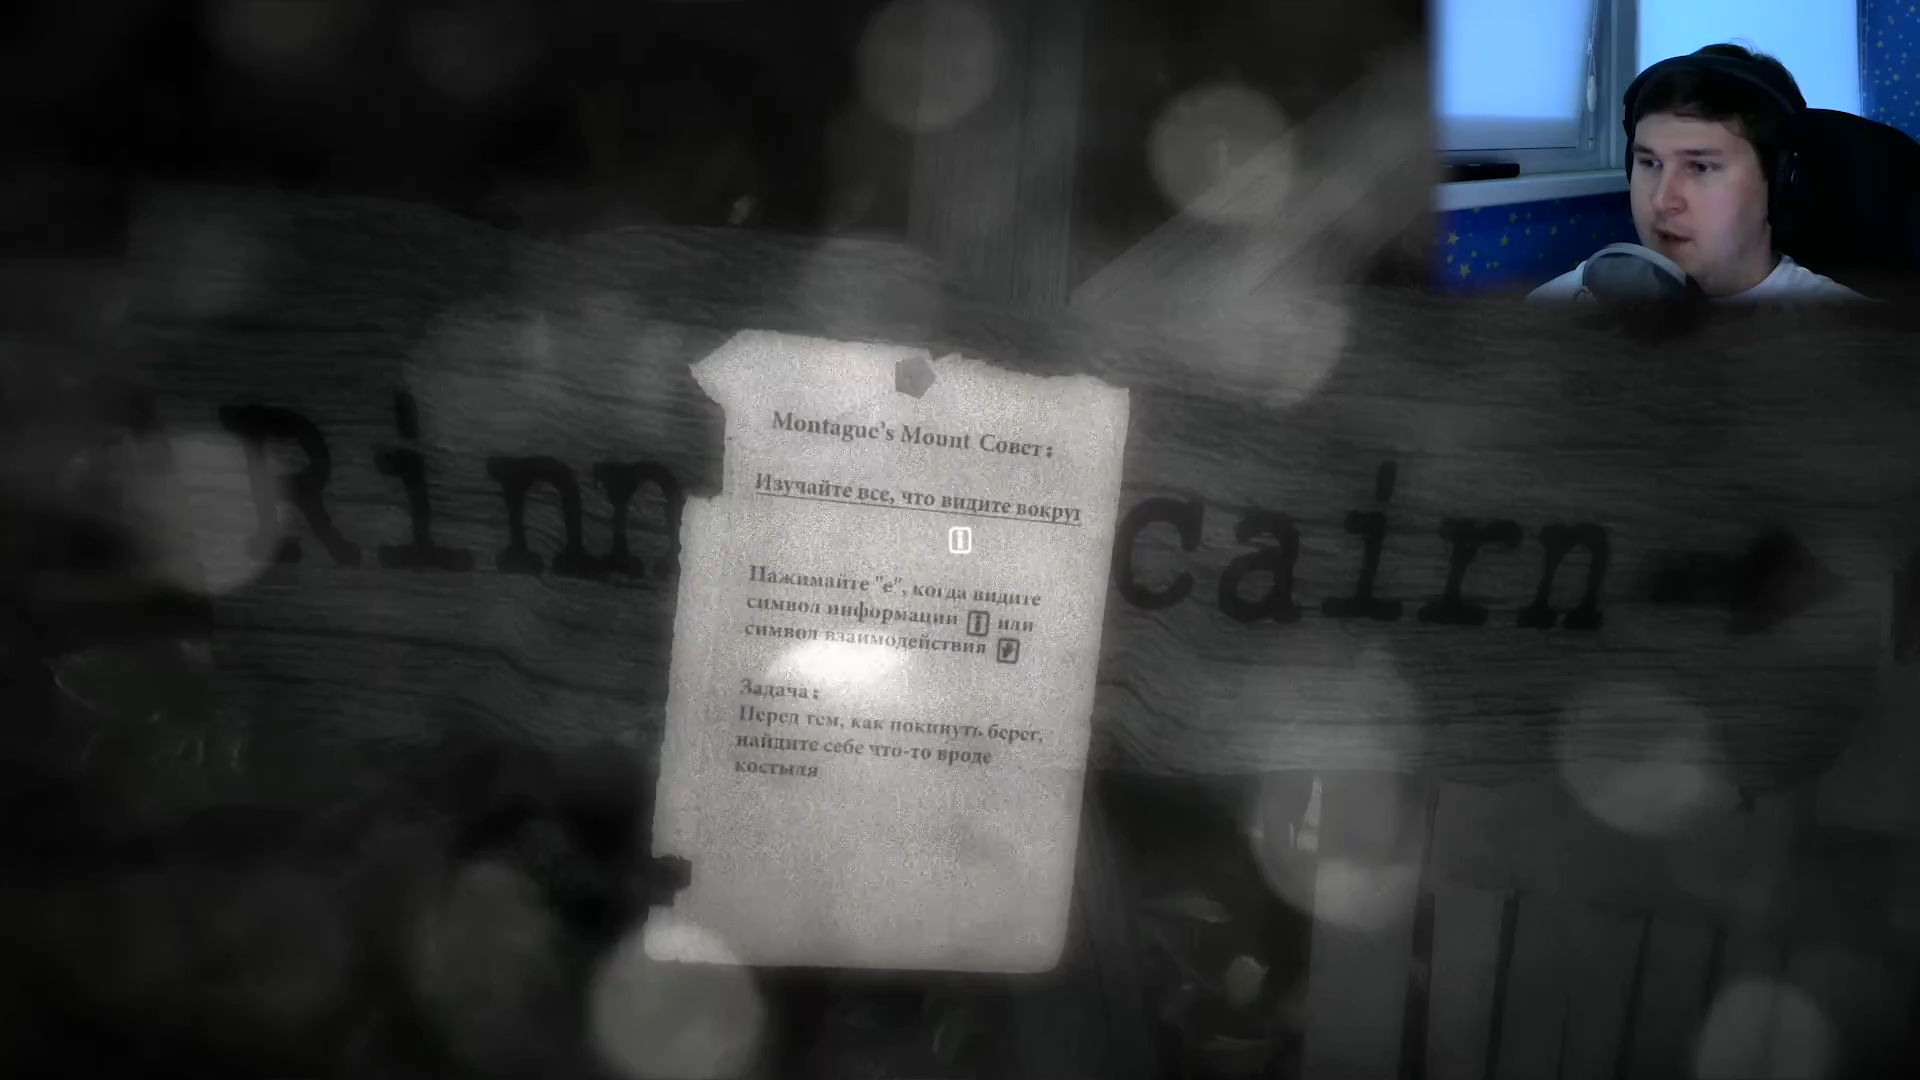 Montague's Mount Совет:
Изучайте все, что видите вокруг
Нажимайте "е", когда видите
символ информации или
символ взаимодействия
Задача:
Перед тем, как покинуть берег,
найдите себе что-то вроде
костыля
Rinn
cairn